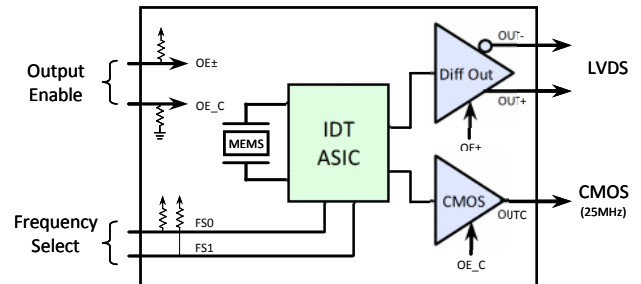 Output
Enable
OE±
OE_C
MEMS
IDT
ASIC
Diff Out
OUT-
OUT+
OE±
LVDS
CMOS
OUTC
OE_C
CMOS
(25MHz)
Frequency
Select
FS0
FS1